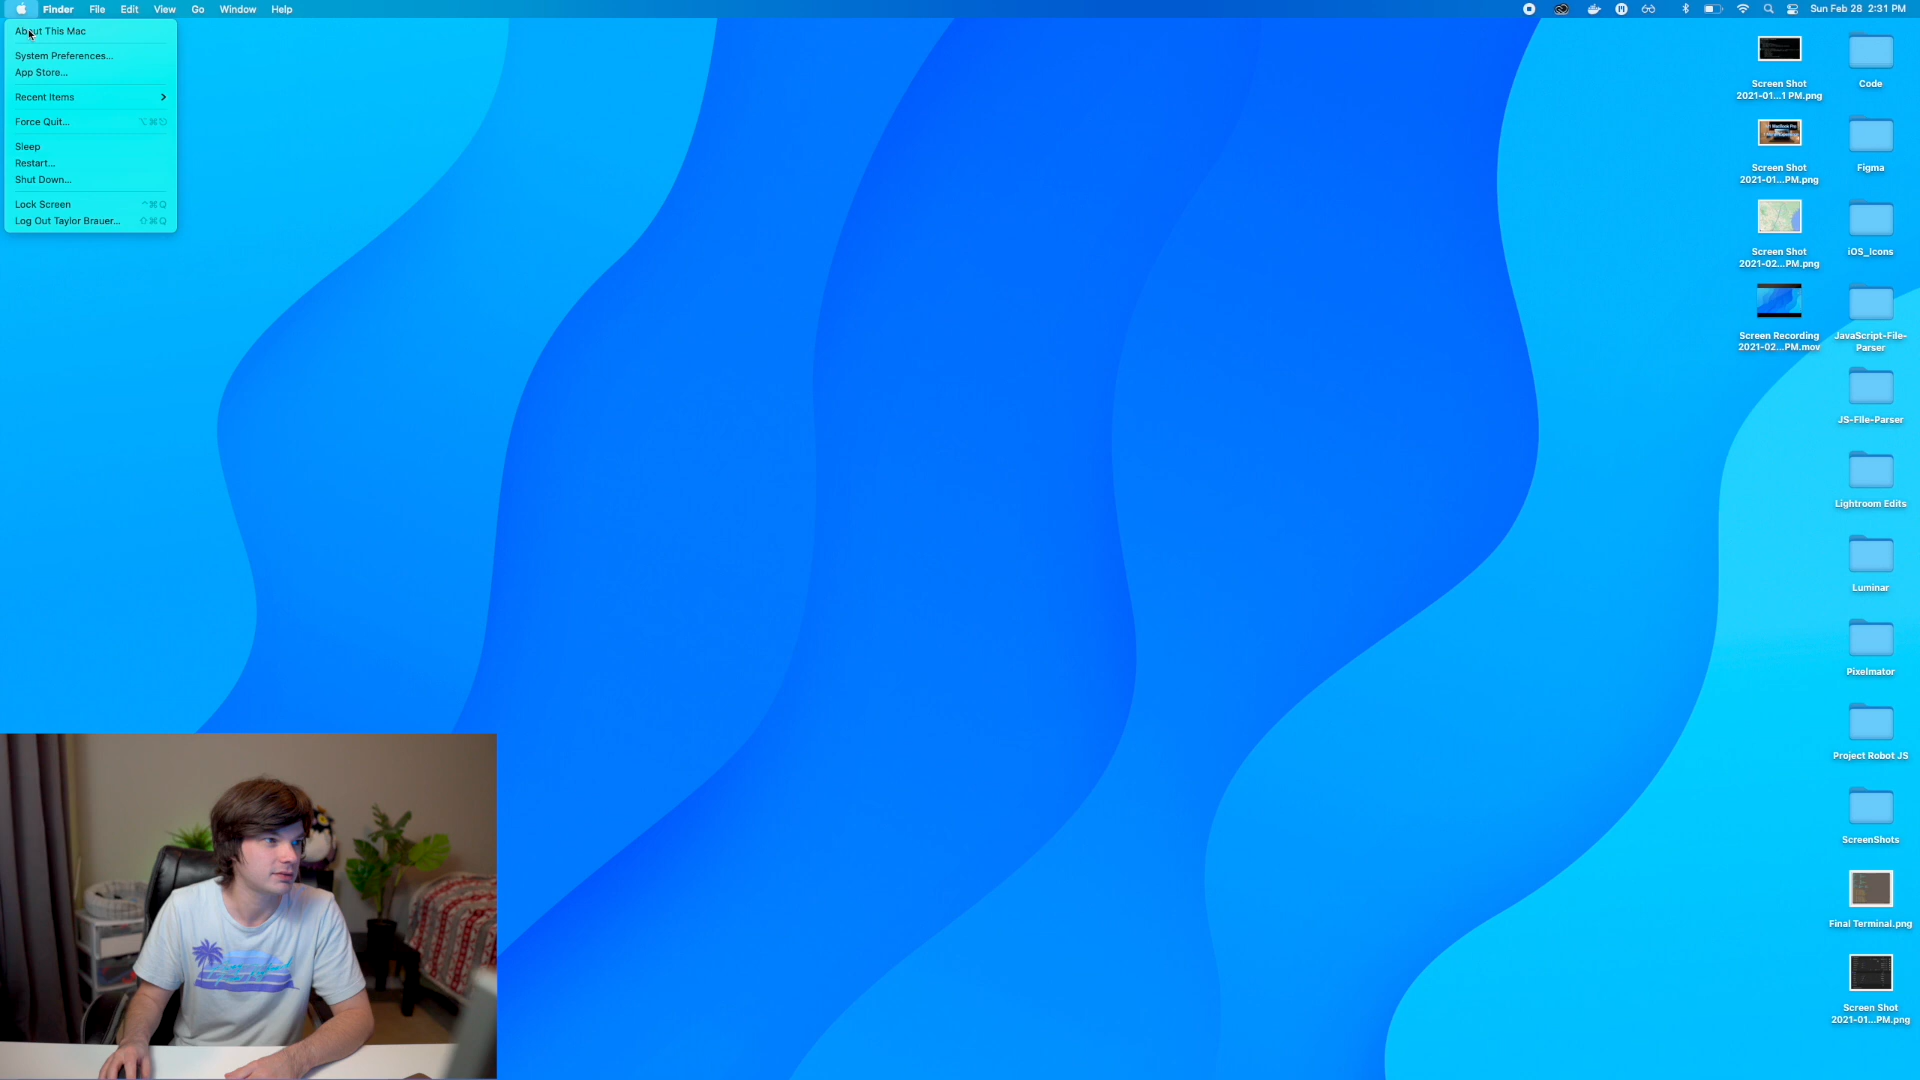 Finder File Edit View Go Window Help
Sun Feb 28 2:31 PM
About This Mac
System Preferences...
App Store...
Recent Items
Force Quit... ⌥⌘⎋
Sleep
Restart...
Shut Down...
Lock Screen ^⌘Q
Log Out Taylor Brauer... ⇧⌘Q
Screen Shot
2021-01...1 PM.png
Code
Screen Shot
2021-01...PM.png
Figma
Screen Shot
2021-02...PM.png
iOS_Icons
Screen Recording
2021-02...PM.mov
JavaScript-File-
Parser
JS-File-Parser
Lightroom Edits
Luminar
Pixelmator
Project Robot JS
ScreenShots
Final Terminal.png
Screen Shot
2021-01...PM.png